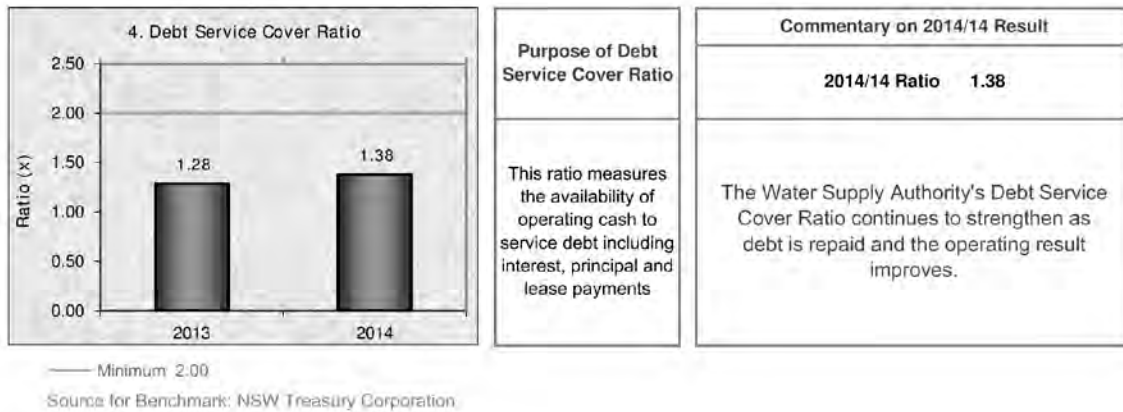 4. Debt Service Cover Ratio
2.50
2.00
1.50
1.00
0.50
0.00
Ratio (x)
1.28
1.38
2013
2014
Minimum 2.00
Source for Benchmark: NSW Treasury Corporation
Purpose of Debt
Service Cover Ratio
This ratio measures
the availability of
operating cash to
service debt including
interest, principal and
lease payments
Commentary on 2014/14 Result
2014/14 Ratio 1.38
The Water Supply Authority's Debt Service
Cover Ratio continues to strengthen as
debt is repaid and the operating result
improves.